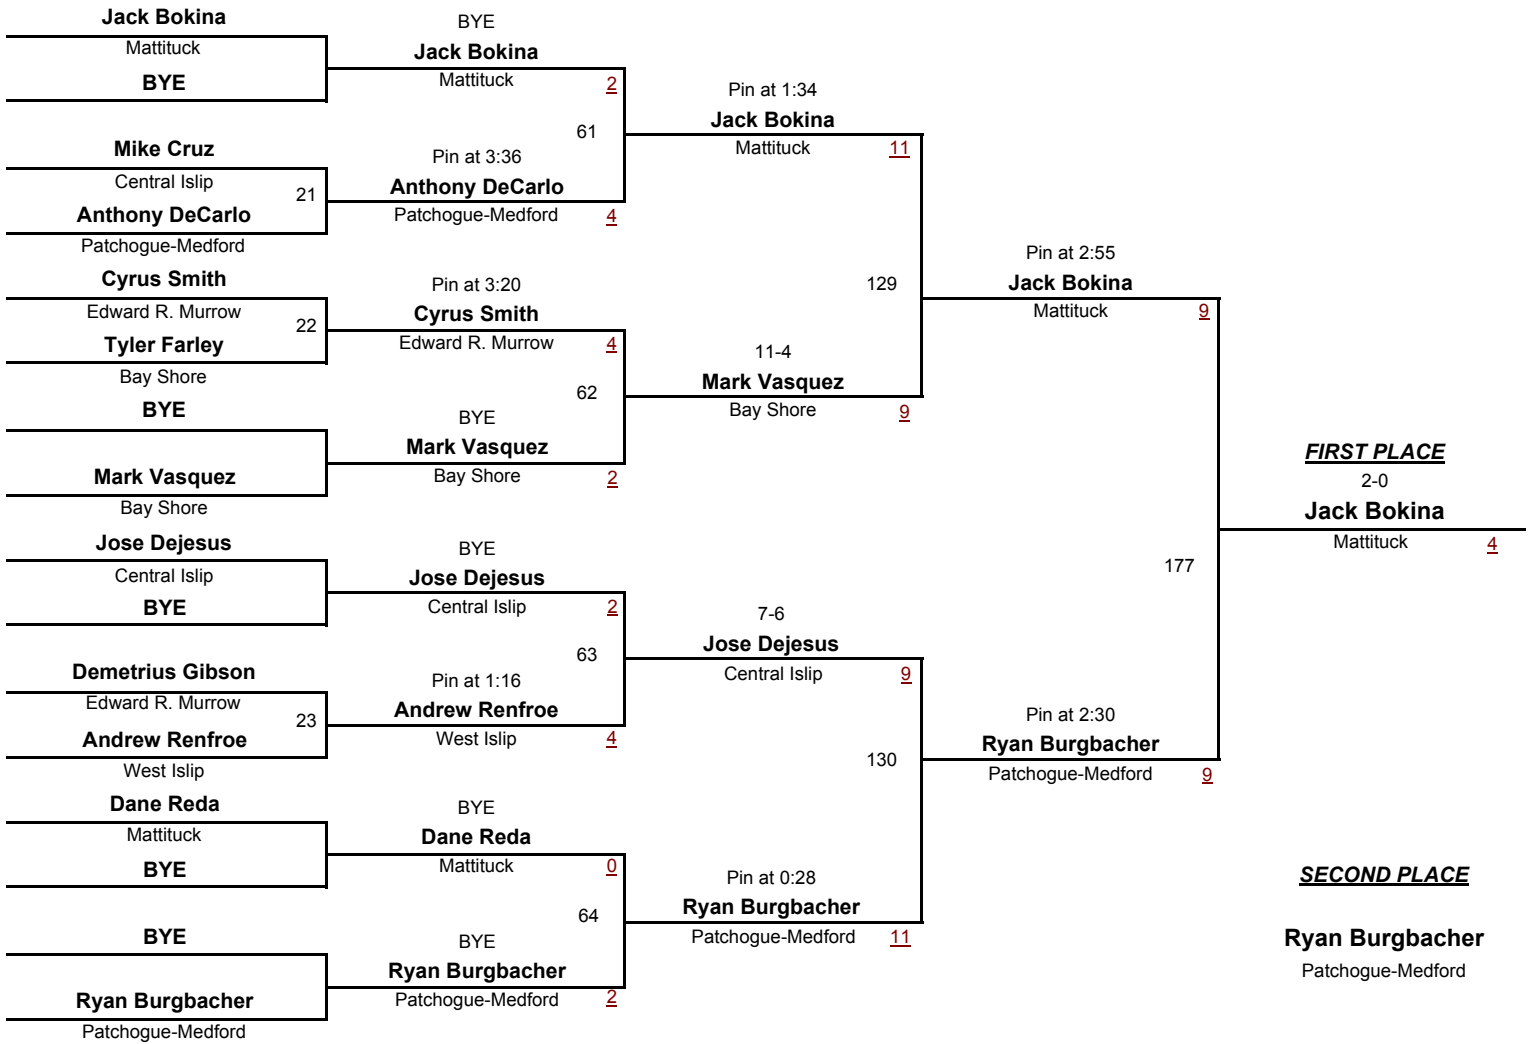 Jack Bokina
Mattituck
BYE
Mike Cruz
Central Islip
21
Anthony DeCarlo
Patchogue-Medford
Cyrus Smith
Edward R. Murrow
22
Tyler Farley
Bay Shore
BYE
Mark Vasquez
Bay Shore
Jose Dejesus
Central Islip
BYE
Demetrius Gibson
Edward R. Murrow
23
Andrew Renfroe
West Islip
Dane Reda
Mattituck
BYE
BYE
Ryan Burgbacher
Patchogue-Medford
BYE
Jack Bokina
Mattituck 2
61
Pin at 3:36
Anthony DeCarlo
Patchogue-Medford 4
Pin at 3:20
Cyrus Smith
Edward R. Murrow 4
62
BYE
Mark Vasquez
Bay Shore 2
BYE
Jose Dejesus
Central Islip 2
63
Pin at 1:16
Andrew Renfroe
West Islip 4
BYE
Dane Reda
Mattituck 0
64
BYE
Ryan Burgbacher
Patchogue-Medford 2
Pin at 1:34
Jack Bokina
Mattituck 11
129
11-4
Mark Vasquez
Bay Shore 9
7-6
Jose Dejesus
Central Islip 9
130
Pin at 0:28
Ryan Burgbacher
Patchogue-Medford 11
Pin at 2:55
Jack Bokina
Mattituck 9
177
Pin at 2:30
Ryan Burgbacher
Patchogue-Medford 9
FIRST PLACE
2-0
Jack Bokina
Mattituck 4
SECOND PLACE
Ryan Burgbacher
Patchogue-Medford